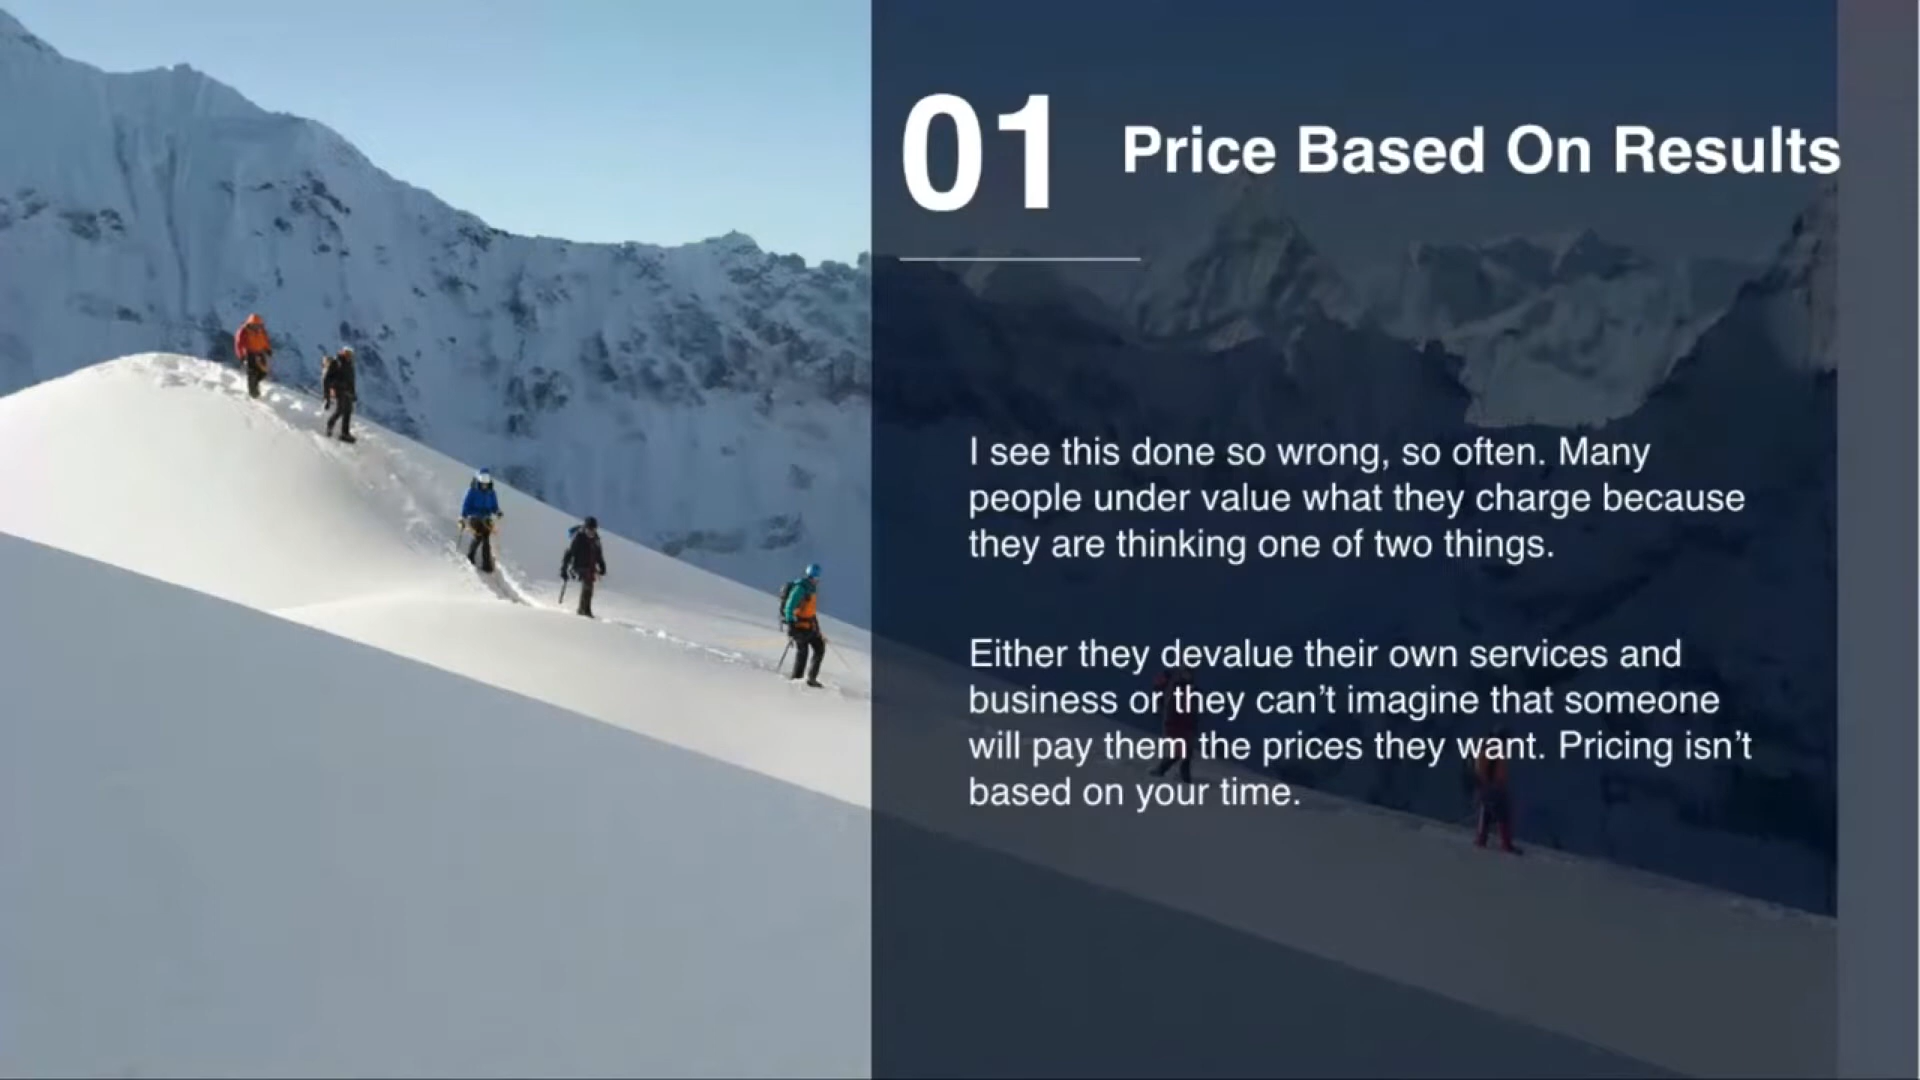 01 Price Based On Results
I see this done so wrong, so often. Many
people under value what they charge because
they are thinking one of two things.
Either they devalue their own services and
business or they can’t imagine that someone
will pay them the prices they want. Pricing isn’t
based on your time.